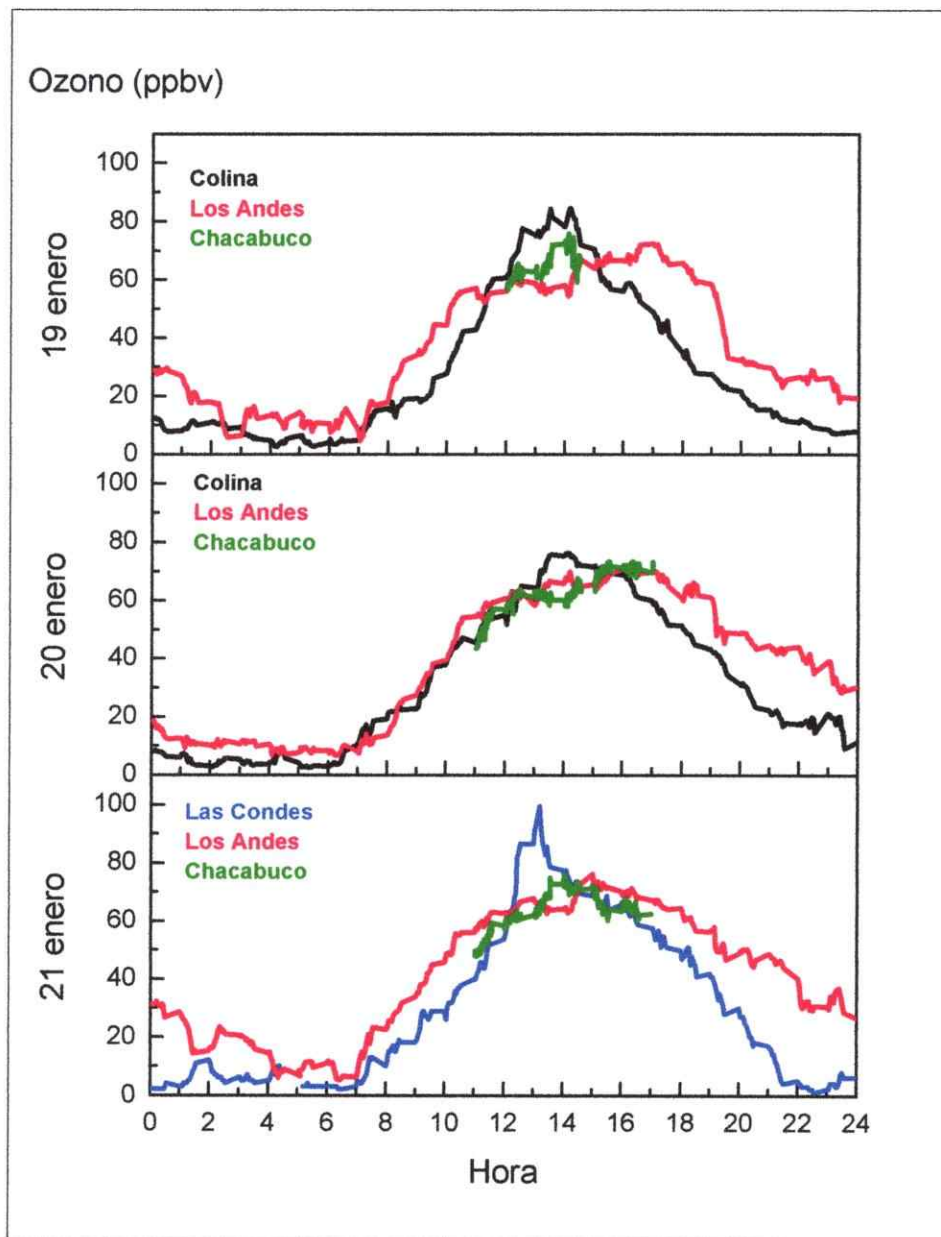 Ozono (ppbv)
19 enero
100
80
60
40
20
0
Colina
Los Andes
Chacabuco
20 enero
100
80
60
40
20
0
Colina
Los Andes
Chacabuco
21 enero
100
80
60
40
20
0
Las Condes
Los Andes
Chacabuco
0 2 4 6 8 10 12 14 16 18 20 22 24
Hora